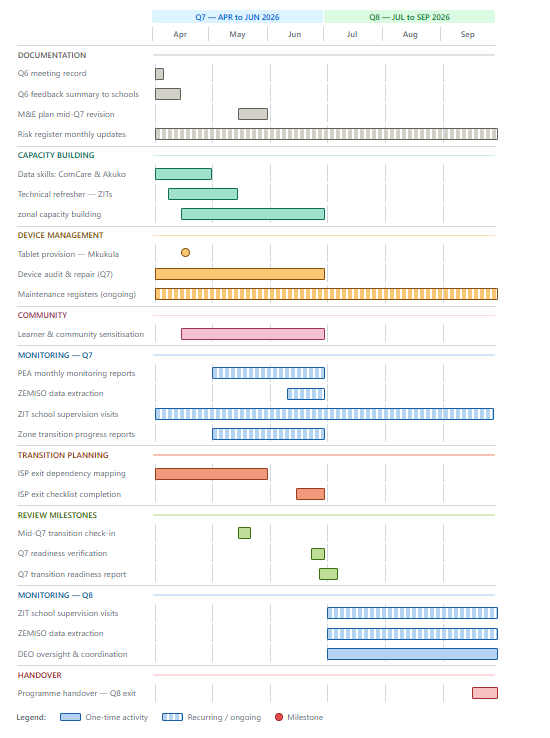 Q7 — APR to JUN 2026 Q8 — JUL to SEP 2026
Apr May Jun Jul Aug Sep
DOCUMENTATION
Q6 meeting record
Q6 feedback summary to schools
M&E plan mid-Q7 revision
Risk register monthly updates
CAPACITY BUILDING
Data skills: ComCare & Akuko
Technical refresher — ZITs
zonal capacity building
DEVICE MANAGEMENT
Tablet provision — Mkukula
Device audit & repair (Q7)
Maintenance registers (ongoing)
COMMUNITY
Learner & community sensitisation
MONITORING — Q7
PEA monthly monitoring reports
ZEMISO data extraction
ZIT school supervision visits
Zone transition progress reports
TRANSITION PLANNING
ISP exit dependency mapping
ISP exit checklist completion
REVIEW MILESTONES
Mid-Q7 transition check-in
Q7 readiness verification
Q7 transition readiness report
MONITORING — Q8
ZIT school supervision visits
ZEMISO data extraction
DEO oversight & coordination
HANDOVER
Programme handover — Q8 exit
Legend: One-time activity Recurring / ongoing Milestone